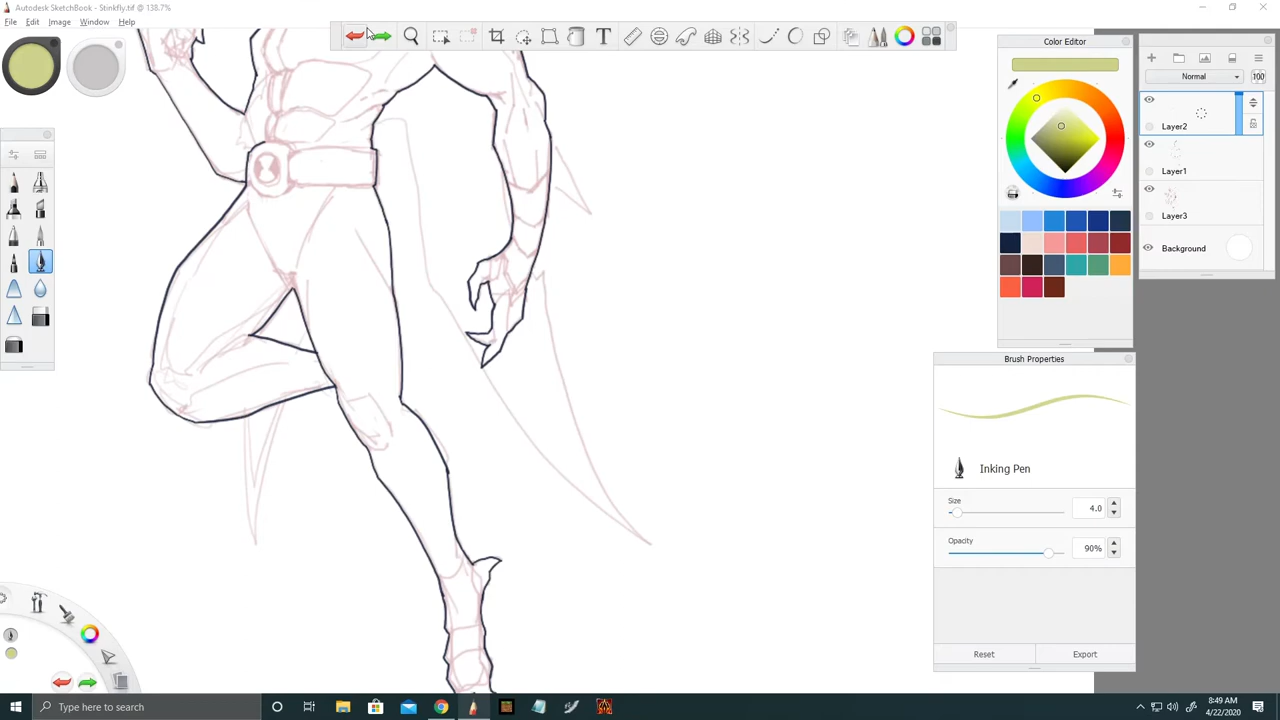 Autodesk SketchBook - Stinkfly.tif @ 138.7%
File Edit Image Window Help
T
Color Editor
Normal 100
Layer2
Layer1
Layer3
Background
Brush Properties
Inking Pen
Size
4.0
Opacity
90%
Reset Export
Type here to search
8:49 AM
4/22/2020